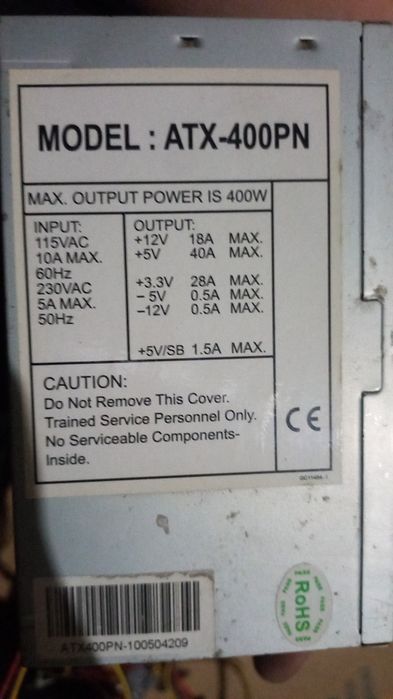 MODEL : ATX-400PN
MAX. OUTPUT POWER IS 400W
INPUT:
115VAC
10A MAX.
60Hz
230VAC
5A MAX.
50Hz
OUTPUT:
+12V 18A MAX.
+5V 40A MAX.
+3.3V 28A MAX.
– 5V 0.5A MAX.
–12V 0.5A MAX.
+5V/SB 1.5A MAX.
CAUTION:
Do Not Remove This Cover.
Trained Service Personnel Only.
No Serviceable Components-
Inside.
CE
RoHS
PASS
ATX400PN-100504209